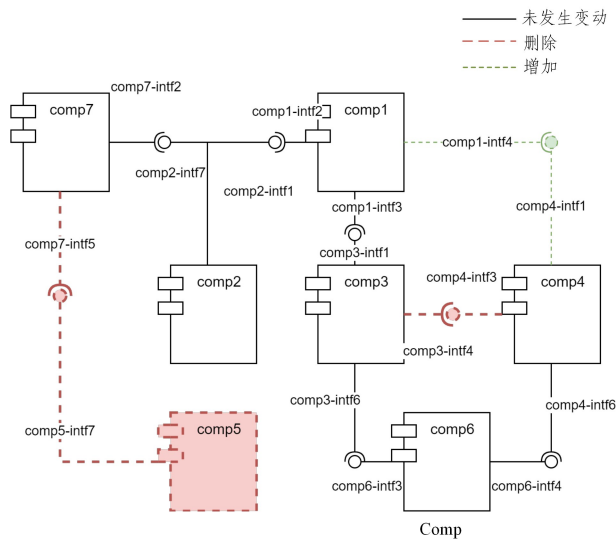 未发生变动
删除
增加
comp7-intf2
comp7
comp1-intf2
comp1
comp1-intf4
comp2-intf7
comp2-intf1
comp1-intf3
comp4-intf1
comp7-intf5
comp3-intf1
comp2
comp3
comp4-intf3
comp4
comp3-intf4
comp3-intf6
comp4-intf6
comp5-intf7
comp5
comp6
comp6-intf3
comp6-intf4
Comp